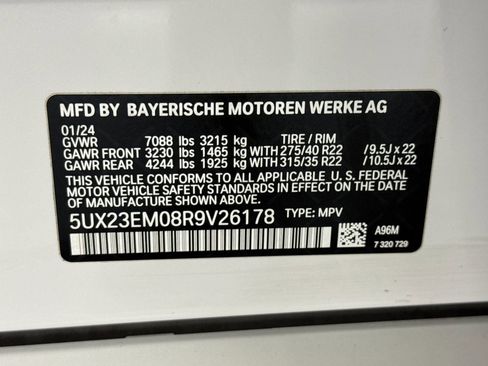 MFD BY BAYERISCHE MOTOREN WERKE AG
01/24
GVWR 7088 lbs 3215 kg TIRE / RIM
GAWR FRONT 3230 lbs 1465 kg WITH 275/40 R22 / 9.5J x 22
GAWR REAR 4244 lbs 1925 kg WITH 315/35 R22 / 10.5J x 22
THIS VEHICLE CONFORMS TO ALL APPLICABLE U. S. FEDERAL
MOTOR VEHICLE SAFETY STANDARDS IN EFFECT ON THE DATE
OF MANUFACTURE SHOWN ABOVE.
5UX23EM08R9V26178 TYPE: MPV
A96M
7 320 729